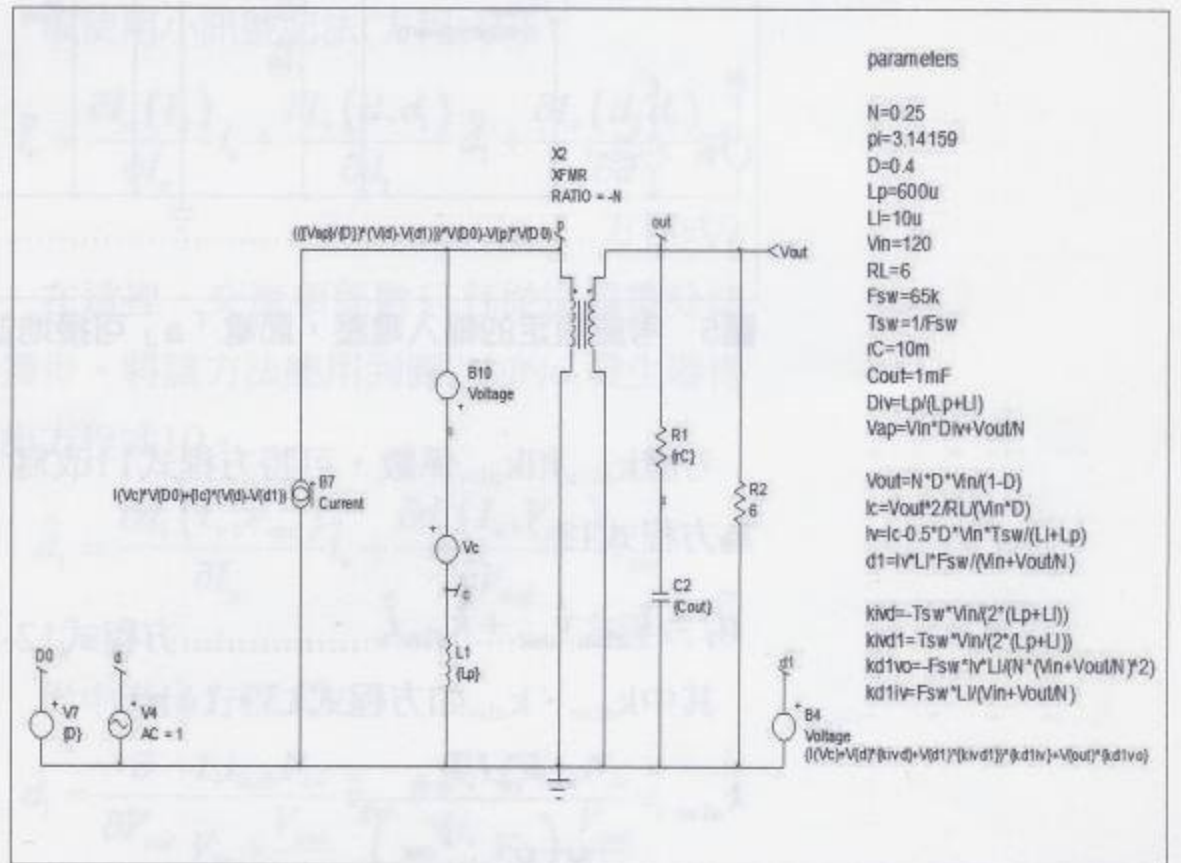 parameters
N=0.25
pi=3.14159
D=0.4
Lp=600u
Ll=10u
Vin=120
RL=6
Fsw=65k
Tsw=1/Fsw
rC=10m
Cout=1mF
Div=Lp/(Lp+Ll)
Vap=Vin*Div+Vout/N
Vout=N*D*Vin/(1-D)
Ic=Vout^2/RL/(Vin*D)
Iv=Ic-0.5*D*Vin*Tsw/(Ll+Lp)
d1=Iv*Ll*Fsw/(Vin+Vout/N)
kivd=-Tsw*Vin/(2*(Lp+Ll))
kivd1=Tsw*Vin/(2*(Lp+Ll))
kd1vo=-Fsw*Iv*Ll/(N*(Vin+Vout/N)^2)
kd1iv=Fsw*Ll/(Vin+Vout/N)
X2
XFMR
RATIO = -N
p
out
Vout
B10
Voltage
I(Vc)*V(D0)+{Ic}*(V(d)-V(d1))
B7
Current
Vc
c
L1
{Lp}
R1
{rC}
R2
6
C2
{Cout}
D0
V7
{D}
d
V4
AC = 1
d1
B4
Voltage
(I(Vc)+V(d)*{kivd}+V(d1)*{kivd1})*{kd1iv}+V(out)*{kd1vo}